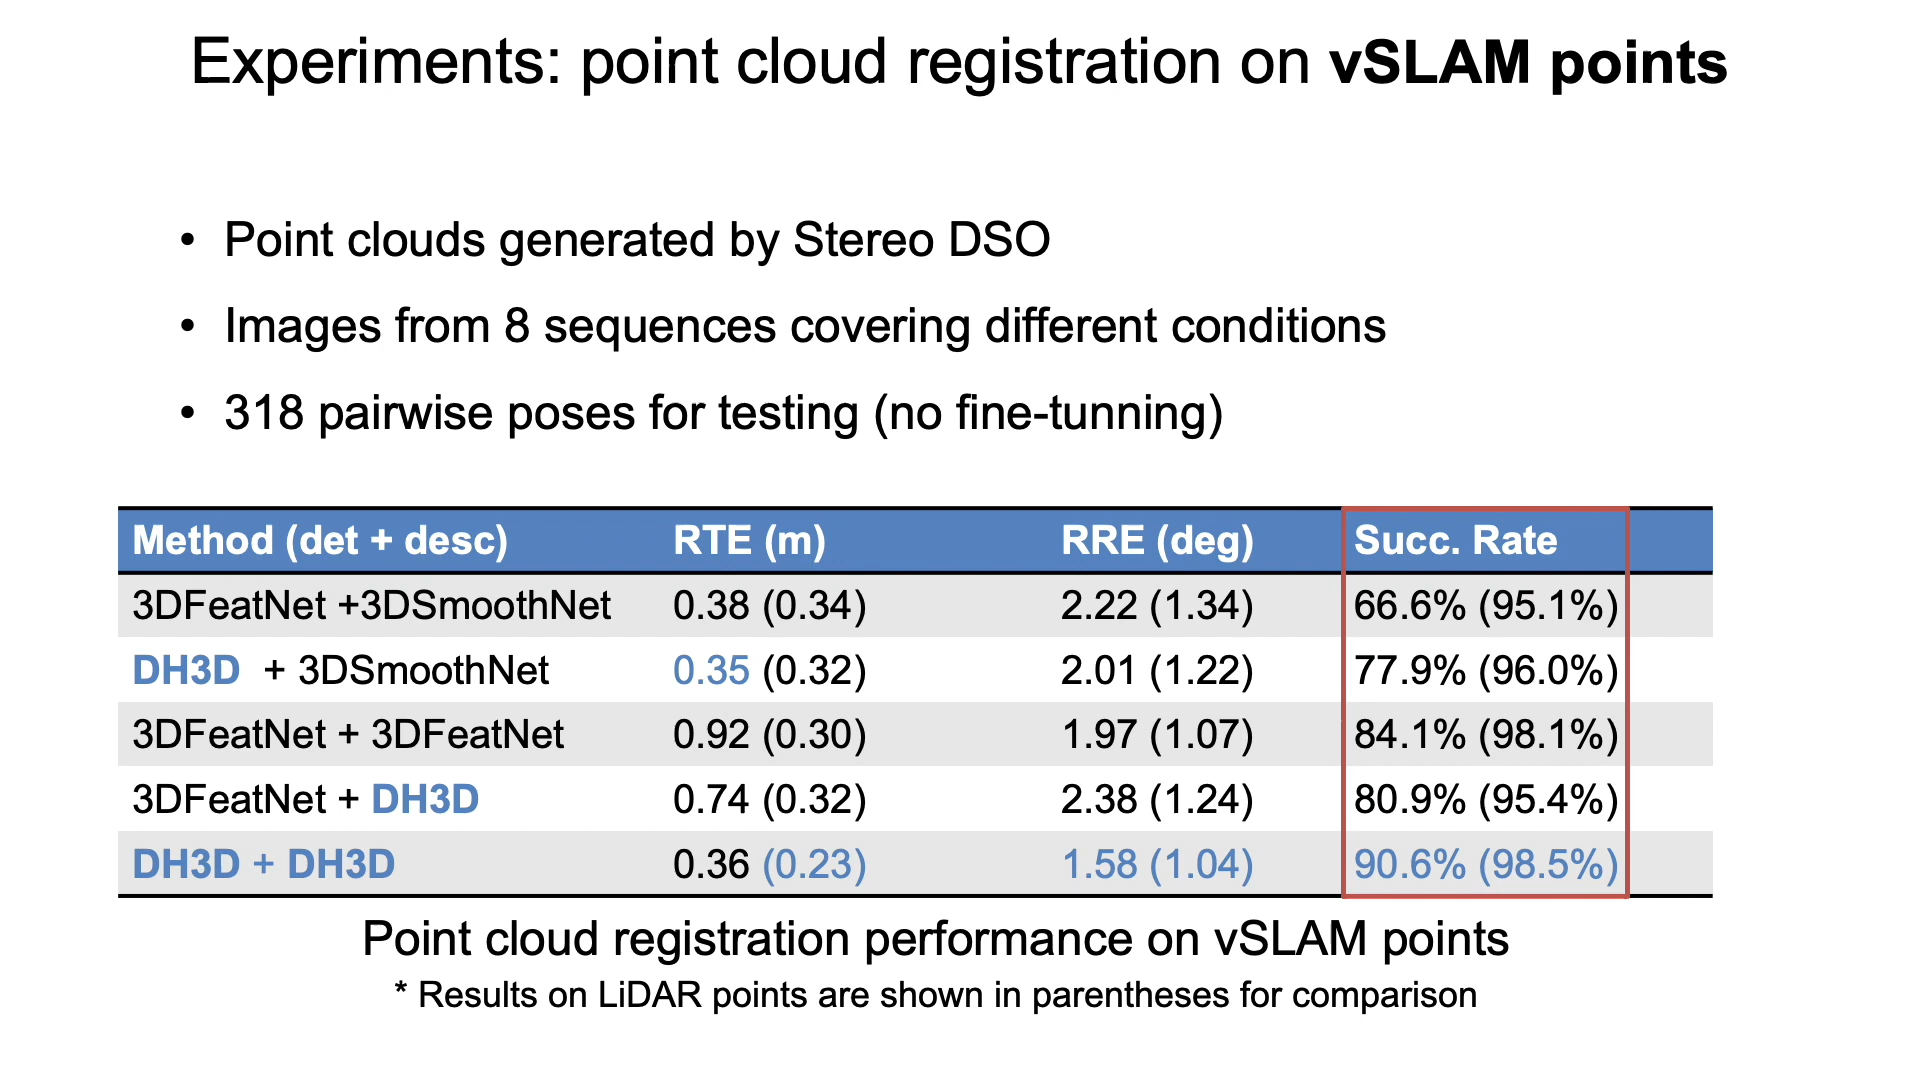 Experiments: point cloud registration on vSLAM points
• Point clouds generated by Stereo DSO
• Images from 8 sequences covering different conditions
• 318 pairwise poses for testing (no fine-tunning)
Method (det + desc) RTE (m) RRE (deg) Succ. Rate
3DFeatNet +3DSmoothNet 0.38 (0.34) 2.22 (1.34) 66.6% (95.1%)
DH3D + 3DSmoothNet 0.35 (0.32) 2.01 (1.22) 77.9% (96.0%)
3DFeatNet + 3DFeatNet 0.92 (0.30) 1.97 (1.07) 84.1% (98.1%)
3DFeatNet + DH3D 0.74 (0.32) 2.38 (1.24) 80.9% (95.4%)
DH3D + DH3D 0.36 (0.23) 1.58 (1.04) 90.6% (98.5%)
Point cloud registration performance on vSLAM points
* Results on LiDAR points are shown in parentheses for comparison